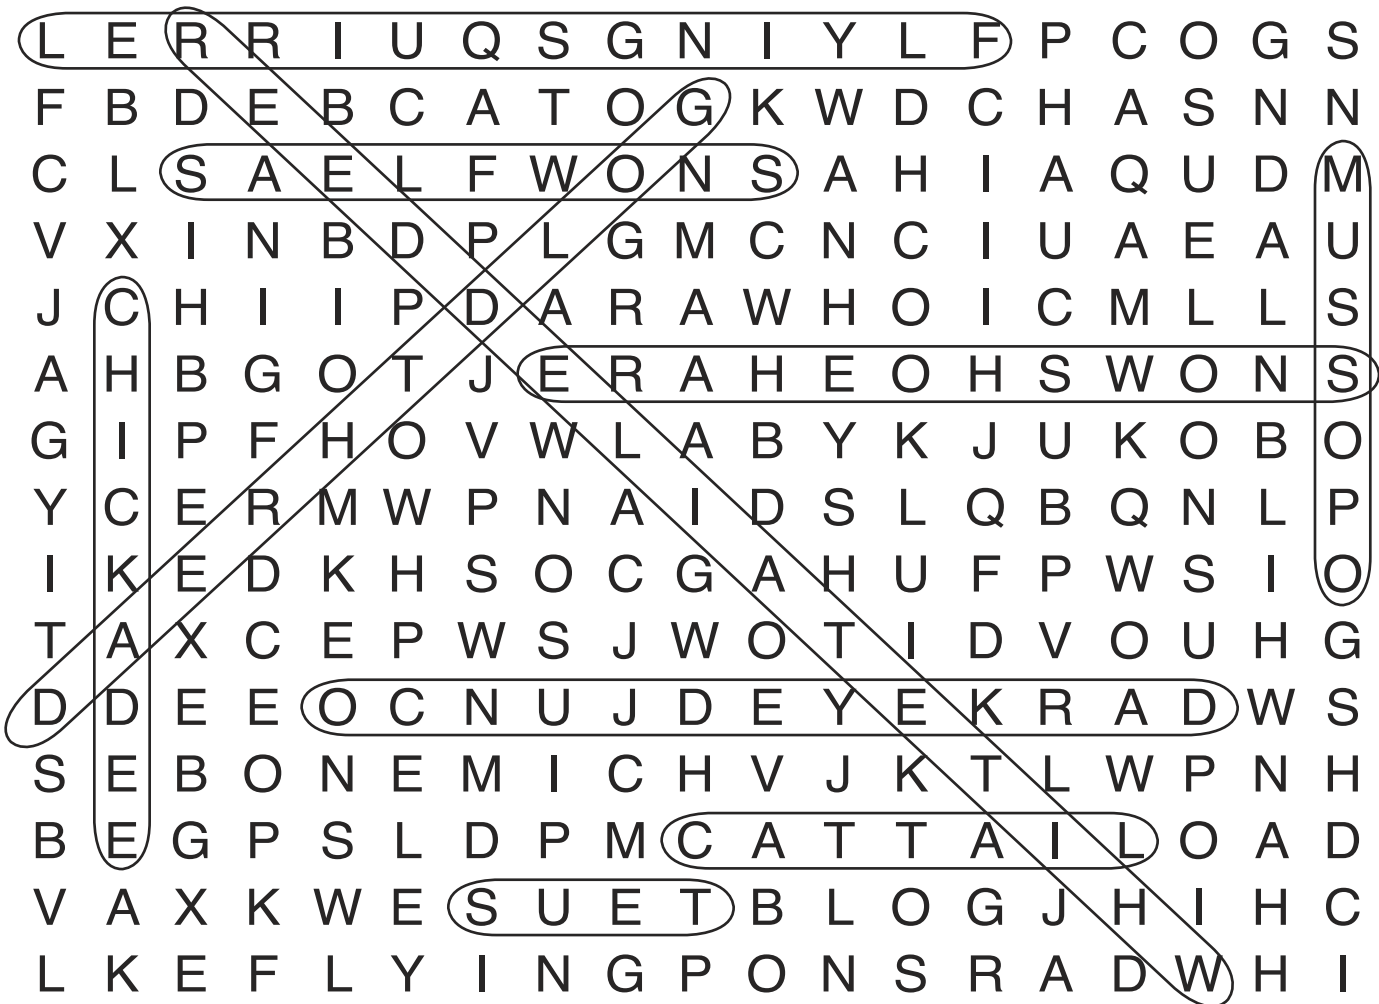 L E R R I U Q S G N I Y L F P C O G S
F B D E B C A T O G K W D C H A S N N
C L S A E L F W O N S A H I A Q U D M
V X I N B D P L G M C N C I U A E A U
J C H I I P D A R A W H O I C M L L S
A H B G O T J E R A H E O H S W O N S
G I P F H O V W L A B Y K J U K O B O
Y C E R M W P N A I D S L Q B Q N L P
I K E D K H S O C G A H U F P W S I O
T A X C E P W S J W O T I D V O U H G
D D E E O C N U J D E Y E K R A D W S
S E B O N E M I C H V J K T L W P N H
B E G P S L D P M C A T T A I L O A D
V A X K W E S U E T B L O G J H I H C
L K E F L Y I N G P O N S R A D W H I